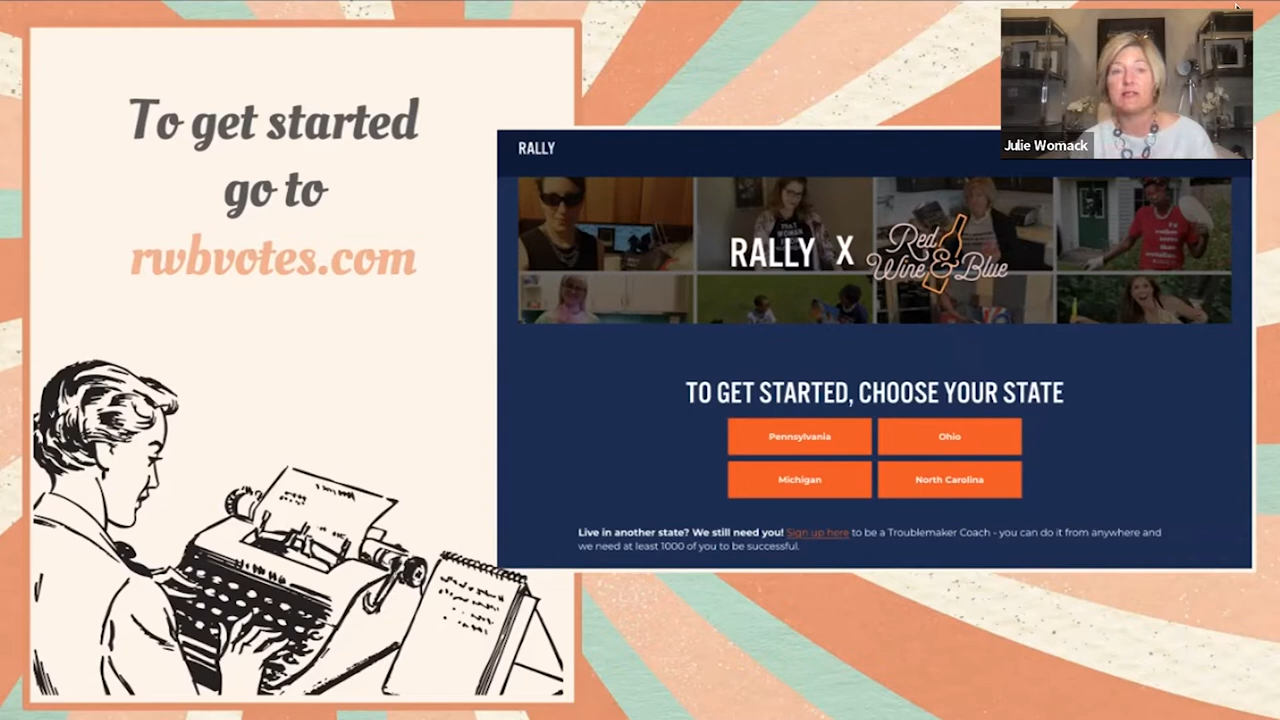 To get started
go to
rwbvotes.com
Julie Womack
RALLY
RALLY X Red
Wine & Blue
TO GET STARTED, CHOOSE YOUR STATE
Pennsylvania
Ohio
Michigan
North Carolina
Live in another state? We still need you! Sign up here to be a Troublemaker Coach - you can do it from anywhere and
we need at least 1000 of you to be successful.